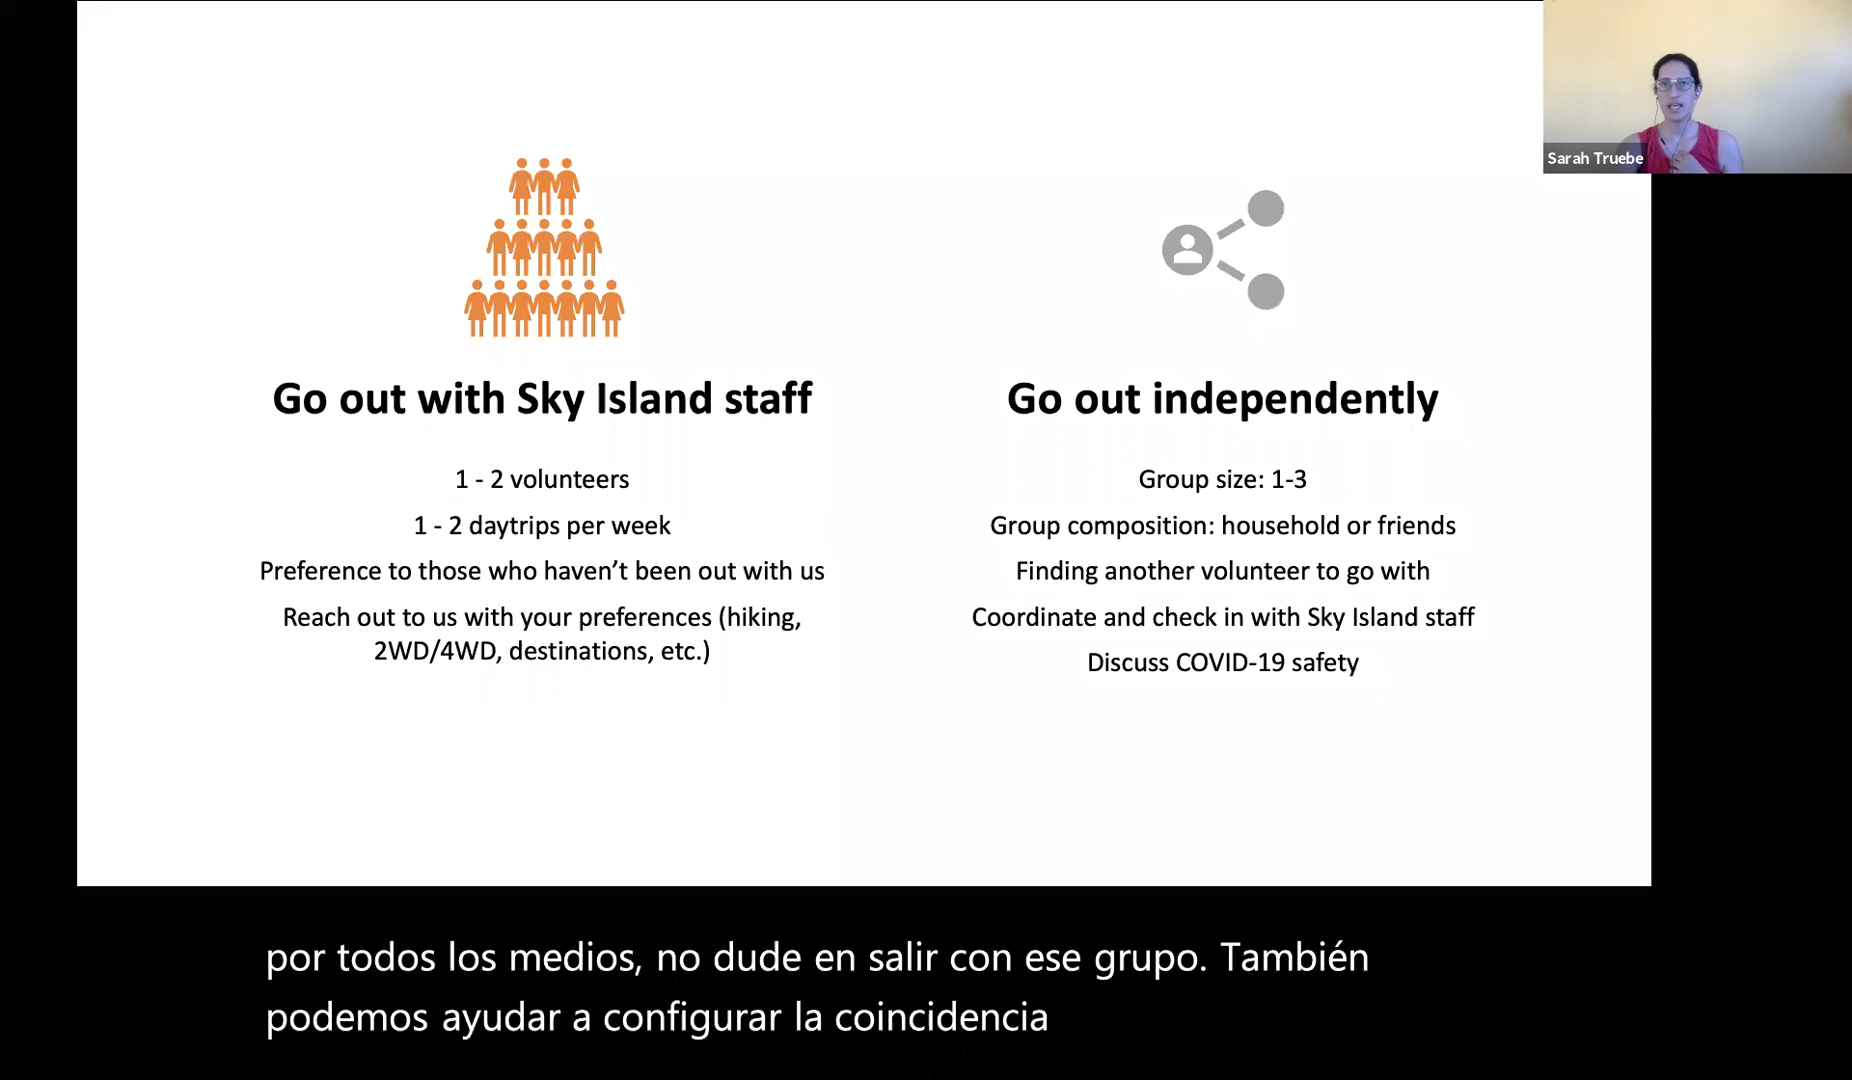 Sarah Truebe
Go out with Sky Island staff
1 - 2 volunteers
1 - 2 daytrips per week
Preference to those who haven’t been out with us
Reach out to us with your preferences (hiking,
2WD/4WD, destinations, etc.)
Go out independently
Group size: 1-3
Group composition: household or friends
Finding another volunteer to go with
Coordinate and check in with Sky Island staff
Discuss COVID-19 safety
por todos los medios, no dude en salir con ese grupo. También
podemos ayudar a configurar la coincidencia